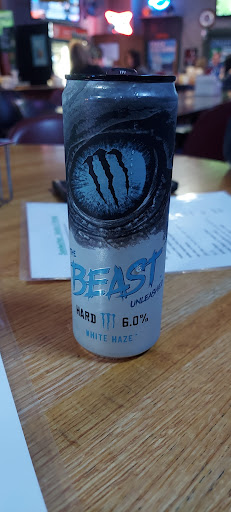 THE
BEAST
UNLEASHED
HARD 6.0%
WHITE HAZE